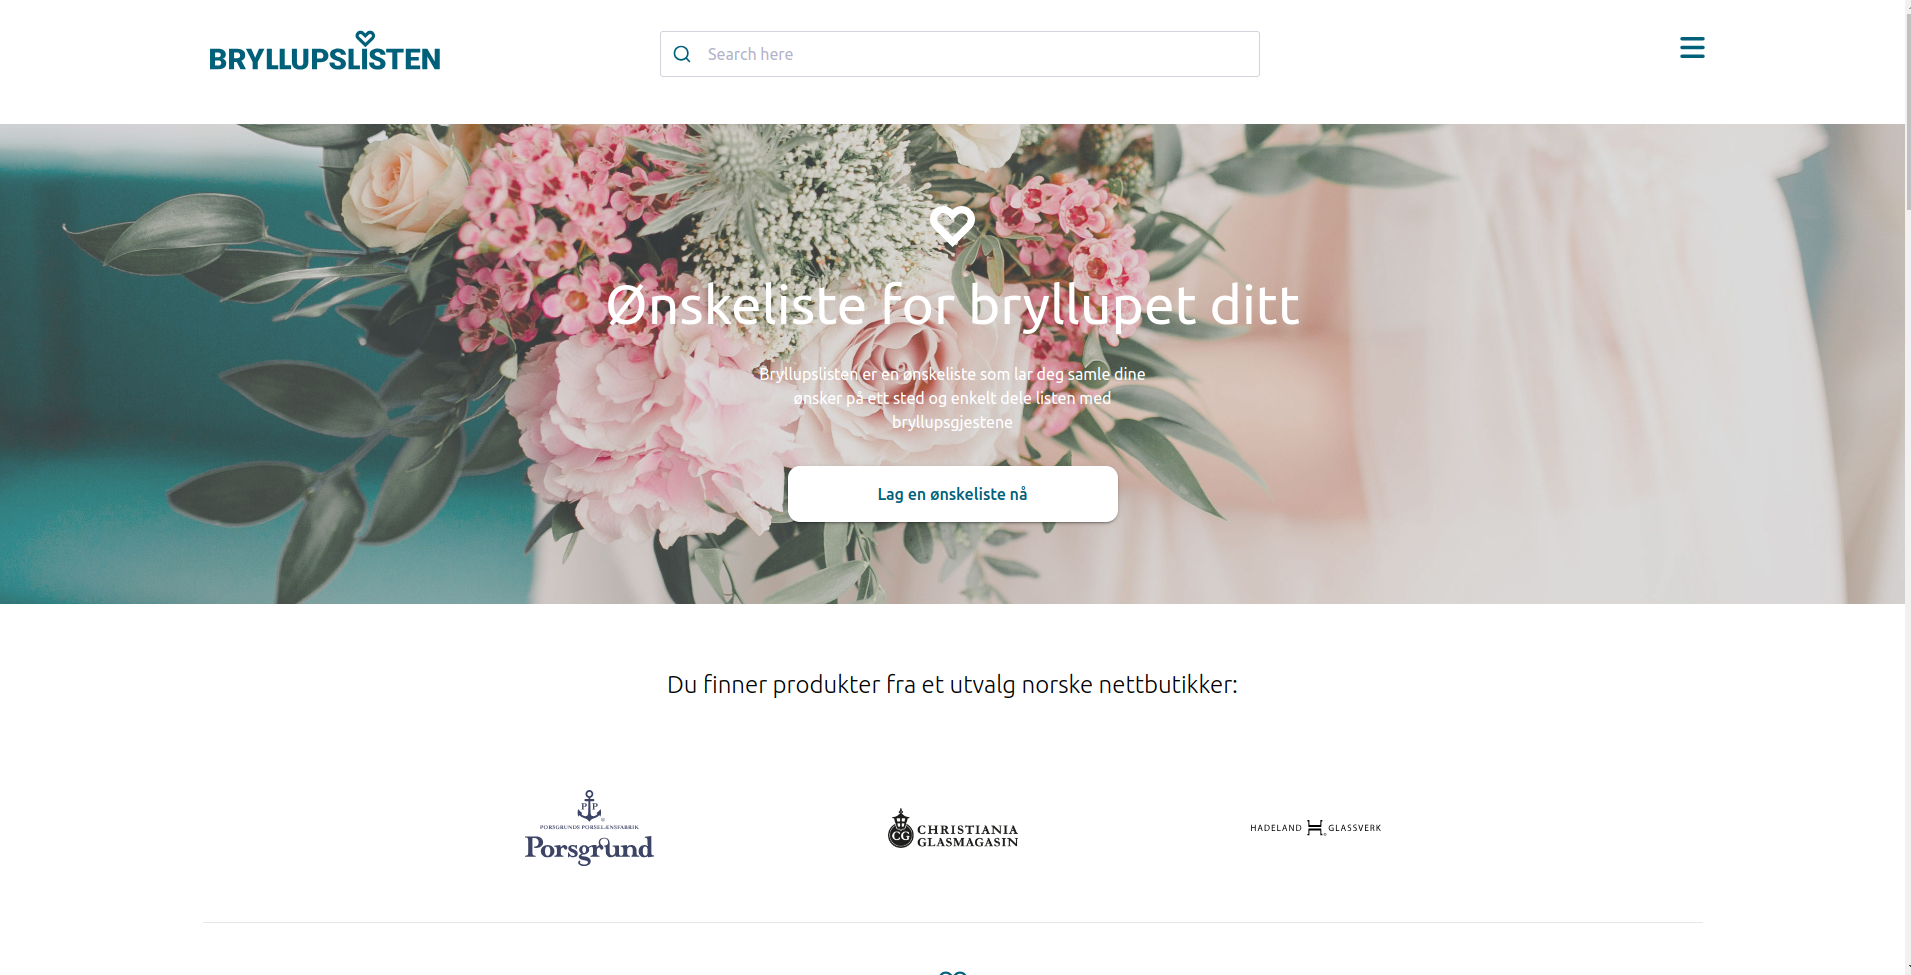 BRYLLUPSLISTEN
Search here
Ønskeliste for bryllupet ditt
Bryllupslisten er en ønskeliste som lar deg samle dine
ønsker på ett sted og enkelt dele listen med
bryllupsgjestene
Lag en ønskeliste nå
Du finner produkter fra et utvalg norske nettbutikker:
P P
PORSGRUNDS PORSELÆNSFABRIK
Porsgrund
CG
CHRISTIANIA
GLASMAGASIN
HADELAND GLASSVERK